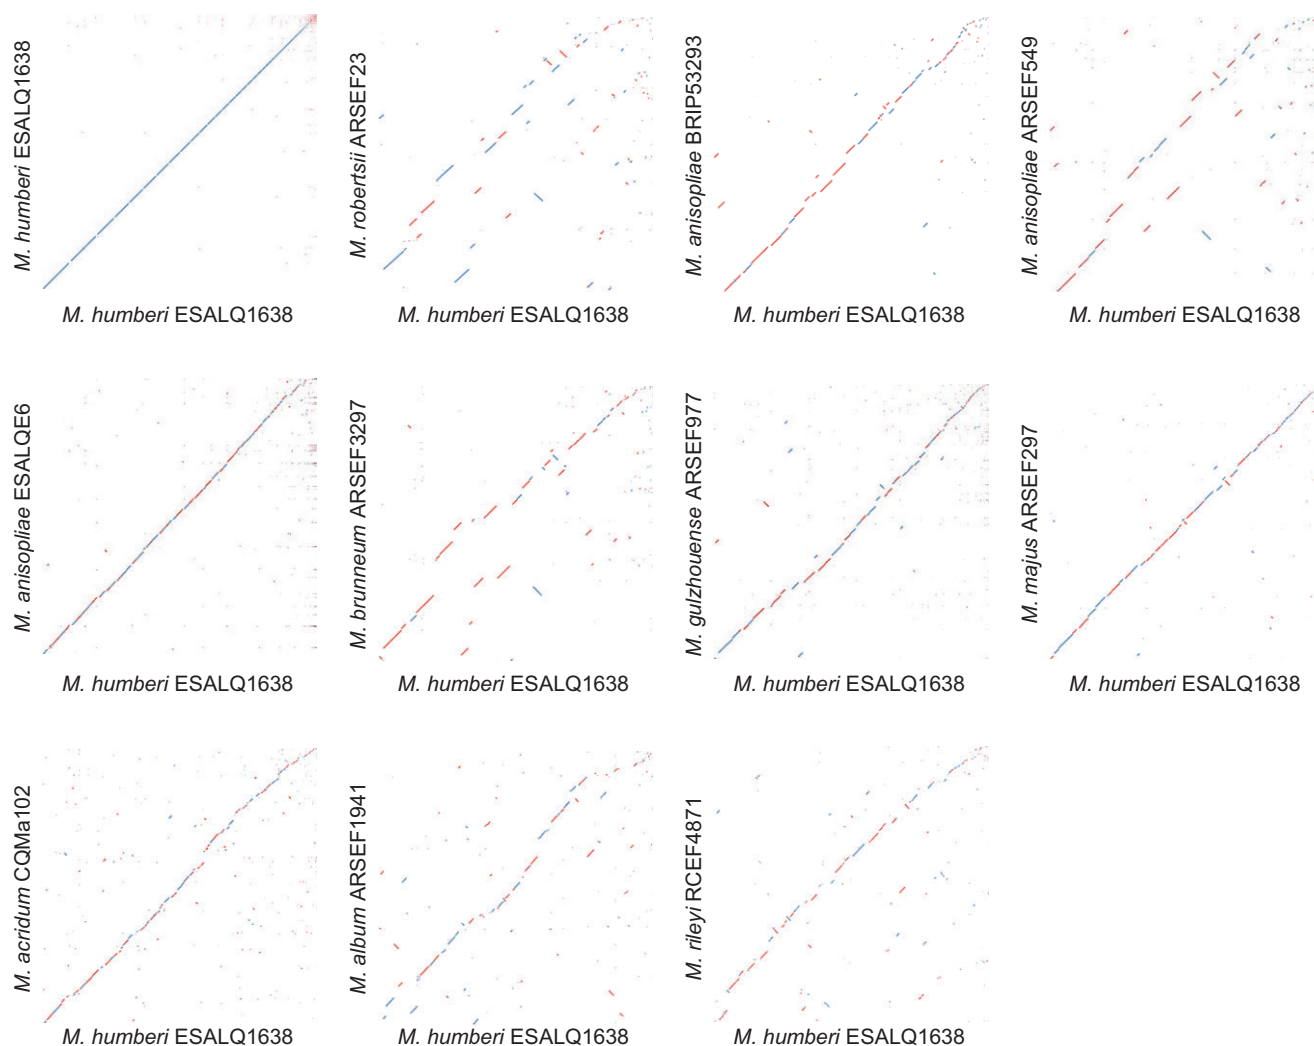 M. humberi ESALQ1638
M. robertsii ARSEF23
M. anisopliae BRIP53293
M. anisopliae ARSEF549
M. humberi ESALQ1638
M. humberi ESALQ1638
M. humberi ESALQ1638
M. humberi ESALQ1638
M. anisopliae ESALQE6
M. brunneum ARSEF3297
M. gulzhouense ARSEF977
M. majus ARSEF297
M. humberi ESALQ1638
M. humberi ESALQ1638
M. humberi ESALQ1638
M. humberi ESALQ1638
M. acridum CQMa102
M. album ARSEF1941
M. rileyi RCEF4871
M. humberi ESALQ1638
M. humberi ESALQ1638
M. humberi ESALQ1638